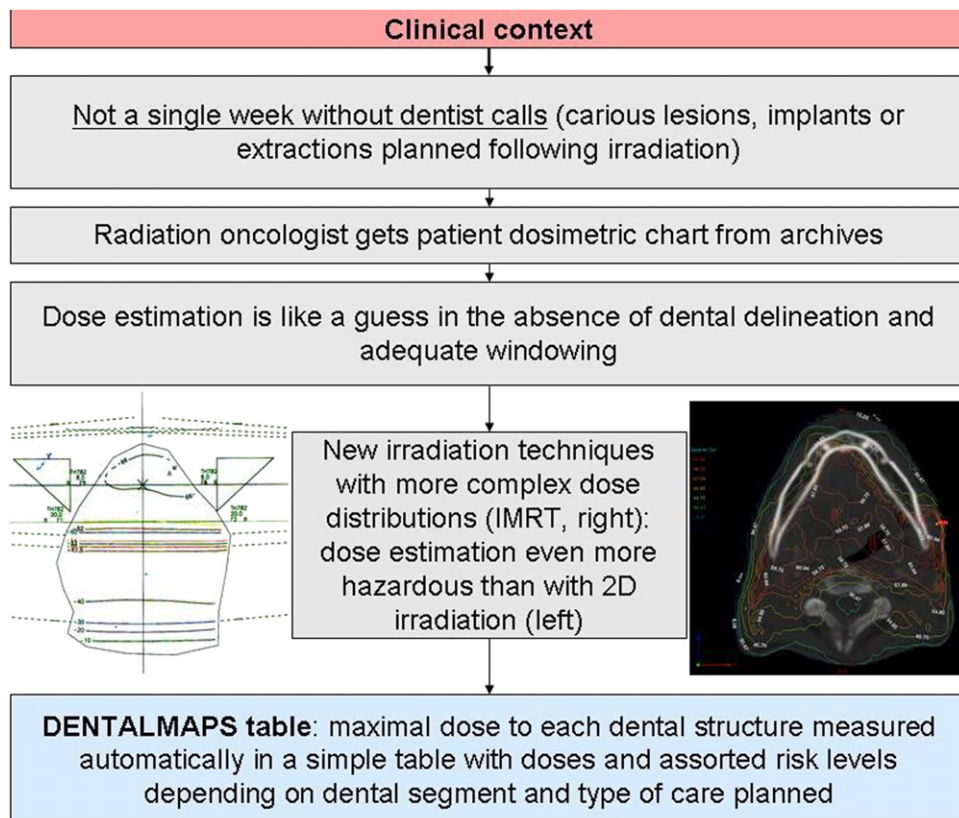 Clinical context
Not a single week without dentist calls (carious lesions, implants or
extractions planned following irradiation)
Radiation oncologist gets patient dosimetric chart from archives
Dose estimation is like a guess in the absence of dental delineation and
adequate windowing
New irradiation techniques
with more complex dose
distributions (IMRT, right):
dose estimation even more
hazardous than with 2D
irradiation (left)
DENTALMAPS table: maximal dose to each dental structure measured
automatically in a simple table with doses and assorted risk levels
depending on dental segment and type of care planned